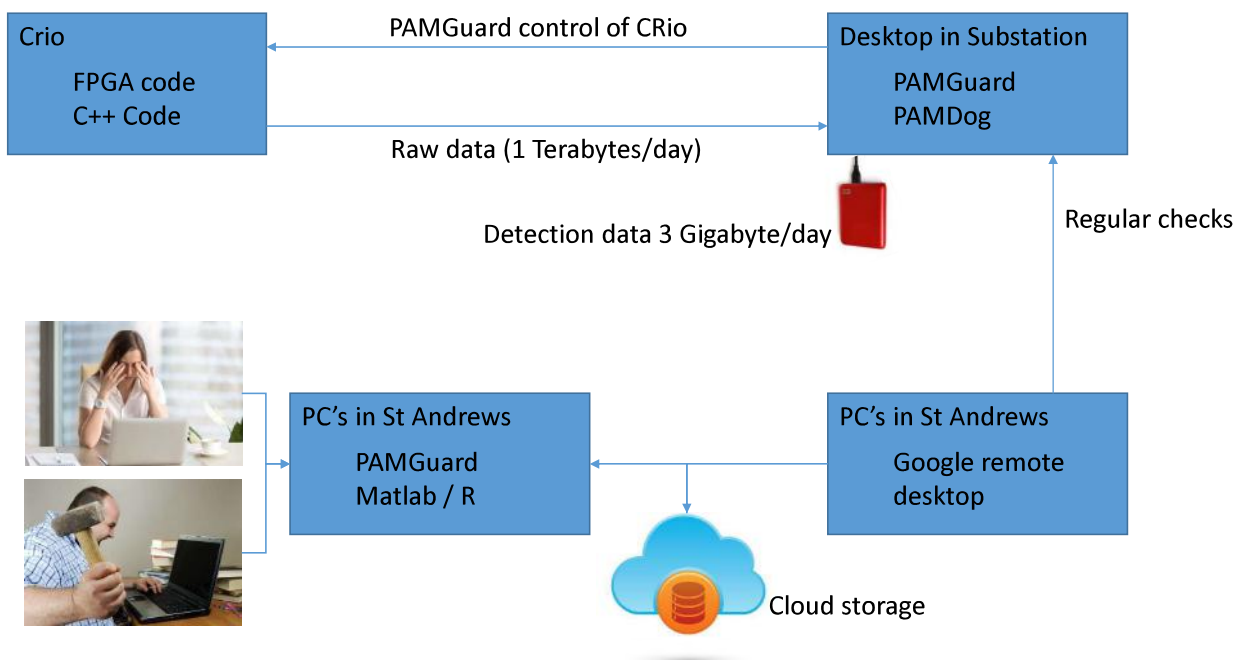 Crio
FPGA code
C++ Code
PAMGuard control of CRio
Raw data (1 Terabytes/day)
Desktop in Substation
PAMGuard
PAMDog
Detection data 3 Gigabyte/day
Regular checks
PC's in St Andrews
PAMGuard
Matlab / R
PC's in St Andrews
Google remote
desktop
Cloud storage